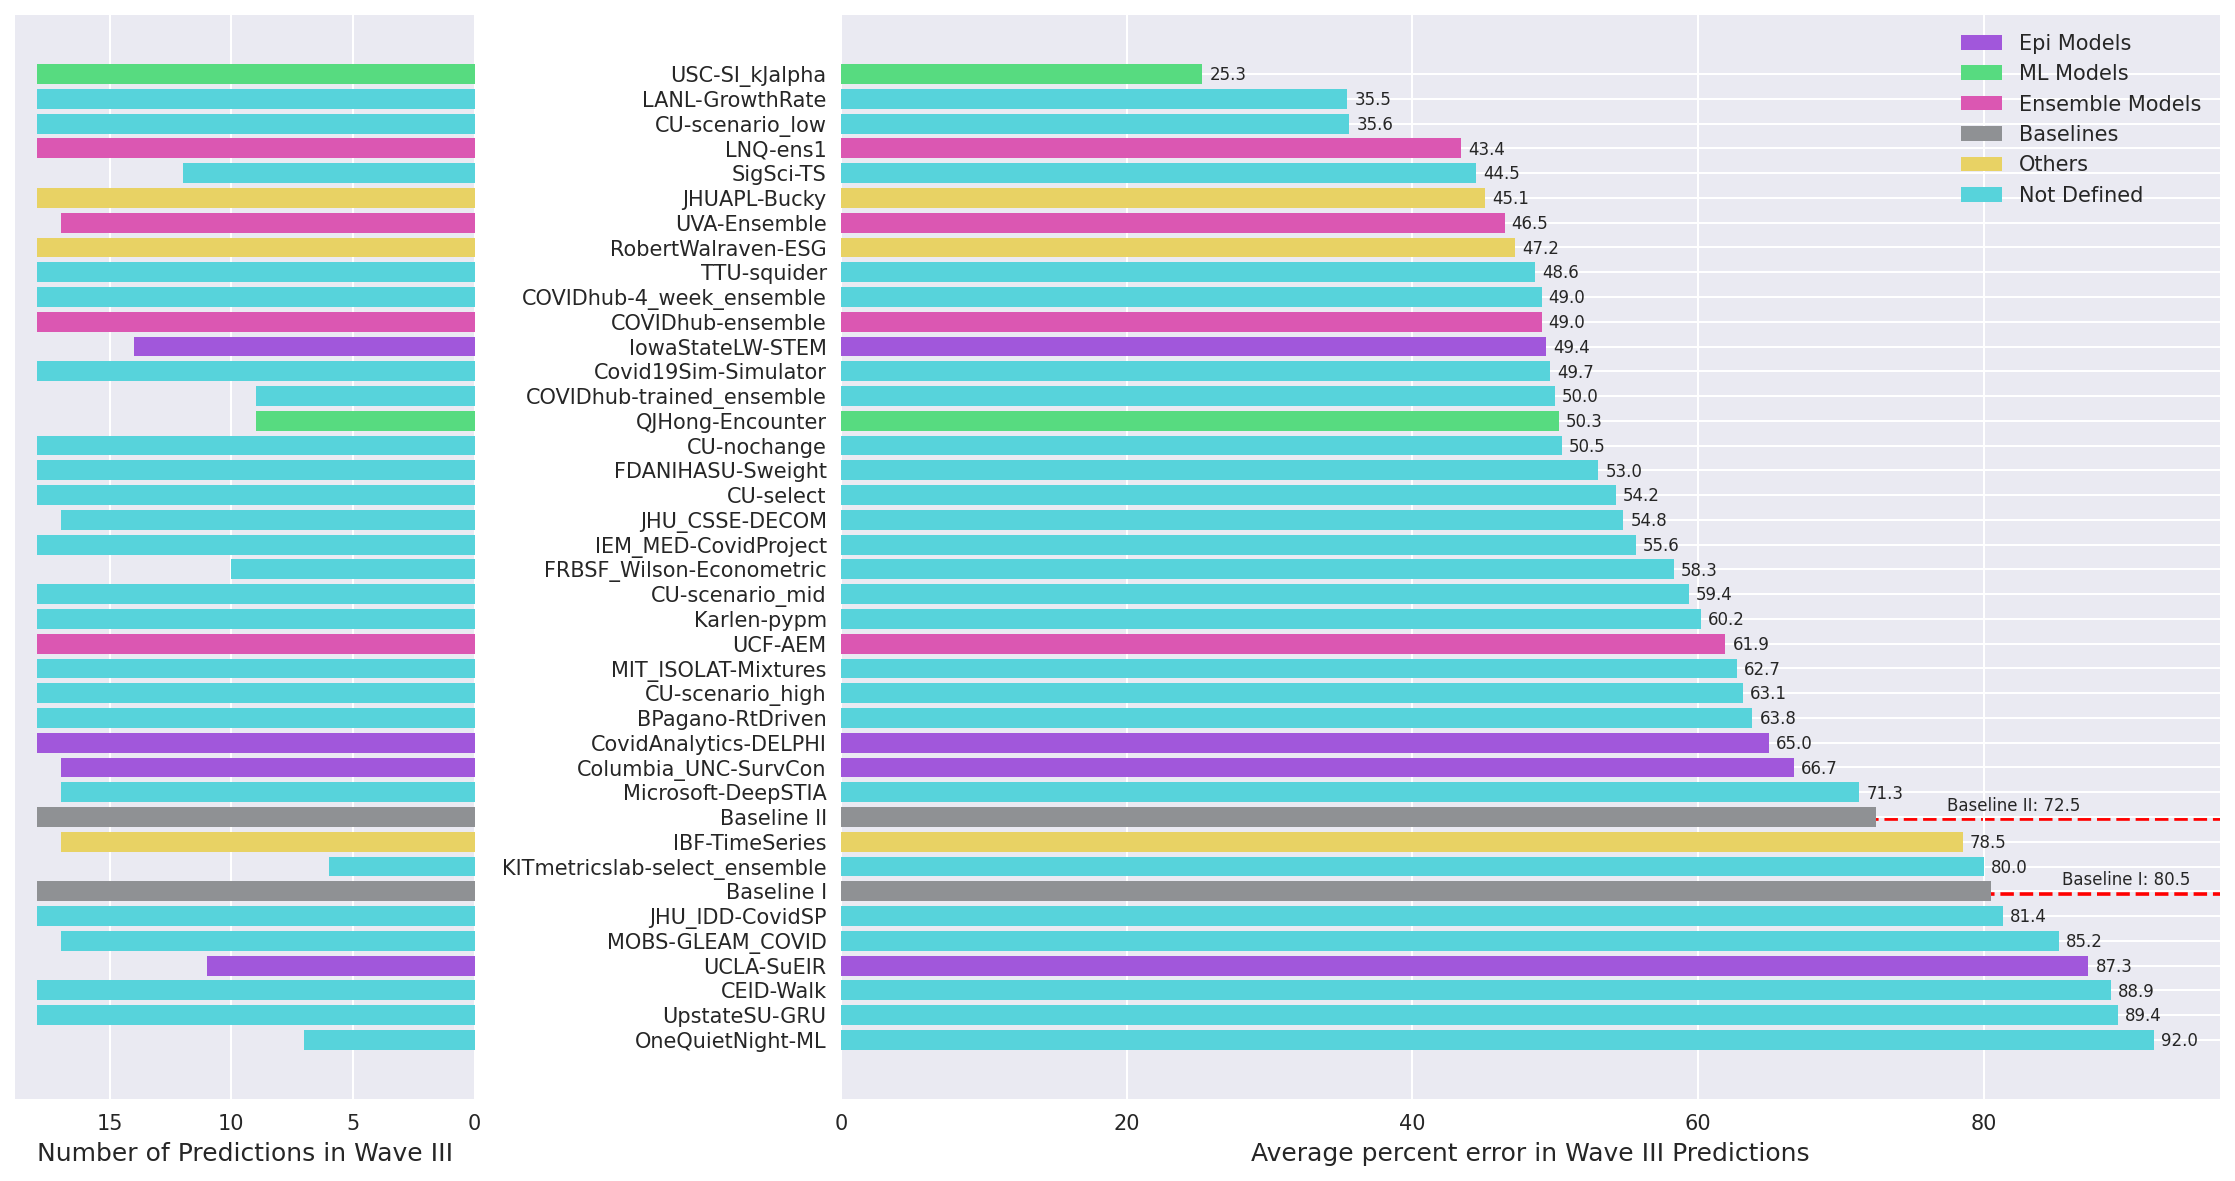 Epi Models
ML Models
Ensemble Models
Baselines
Others
Not Defined
USC-SI_kJalpha 25.3
LANL-GrowthRate 35.5
CU-scenario_low 35.6
LNQ-ens1 43.4
SigSci-TS 44.5
JHUAPL-Bucky 45.1
UVA-Ensemble 46.5
RobertWalraven-ESG 47.2
TTU-squider 48.6
COVIDhub-4_week_ensemble 49.0
COVIDhub-ensemble 49.0
IowaStateLW-STEM 49.4
Covid19Sim-Simulator 49.7
COVIDhub-trained_ensemble 50.0
QJHong-Encounter 50.3
CU-nochange 50.5
FDANIHASU-Sweight 53.0
CU-select 54.2
JHU_CSSE-DECOM 54.8
IEM_MED-CovidProject 55.6
FRBSF_Wilson-Econometric 58.3
CU-scenario_mid 59.4
Karlen-pypm 60.2
UCF-AEM 61.9
MIT_ISOLAT-Mixtures 62.7
CU-scenario_high 63.1
BPagano-RtDriven 63.8
CovidAnalytics-DELPHI 65.0
Columbia_UNC-SurvCon 66.7
Microsoft-DeepSTIA 71.3
Baseline II Baseline II: 72.5
IBF-TimeSeries 78.5
KITmetricslab-select_ensemble 80.0
Baseline I Baseline I: 80.5
JHU_IDD-CovidSP 81.4
MOBS-GLEAM_COVID 85.2
UCLA-SuEIR 87.3
CEID-Walk 88.9
UpstateSU-GRU 89.4
OneQuietNight-ML 92.0
15 10 5 0
0 20 40 60 80
Number of Predictions in Wave III
Average percent error in Wave III Predictions